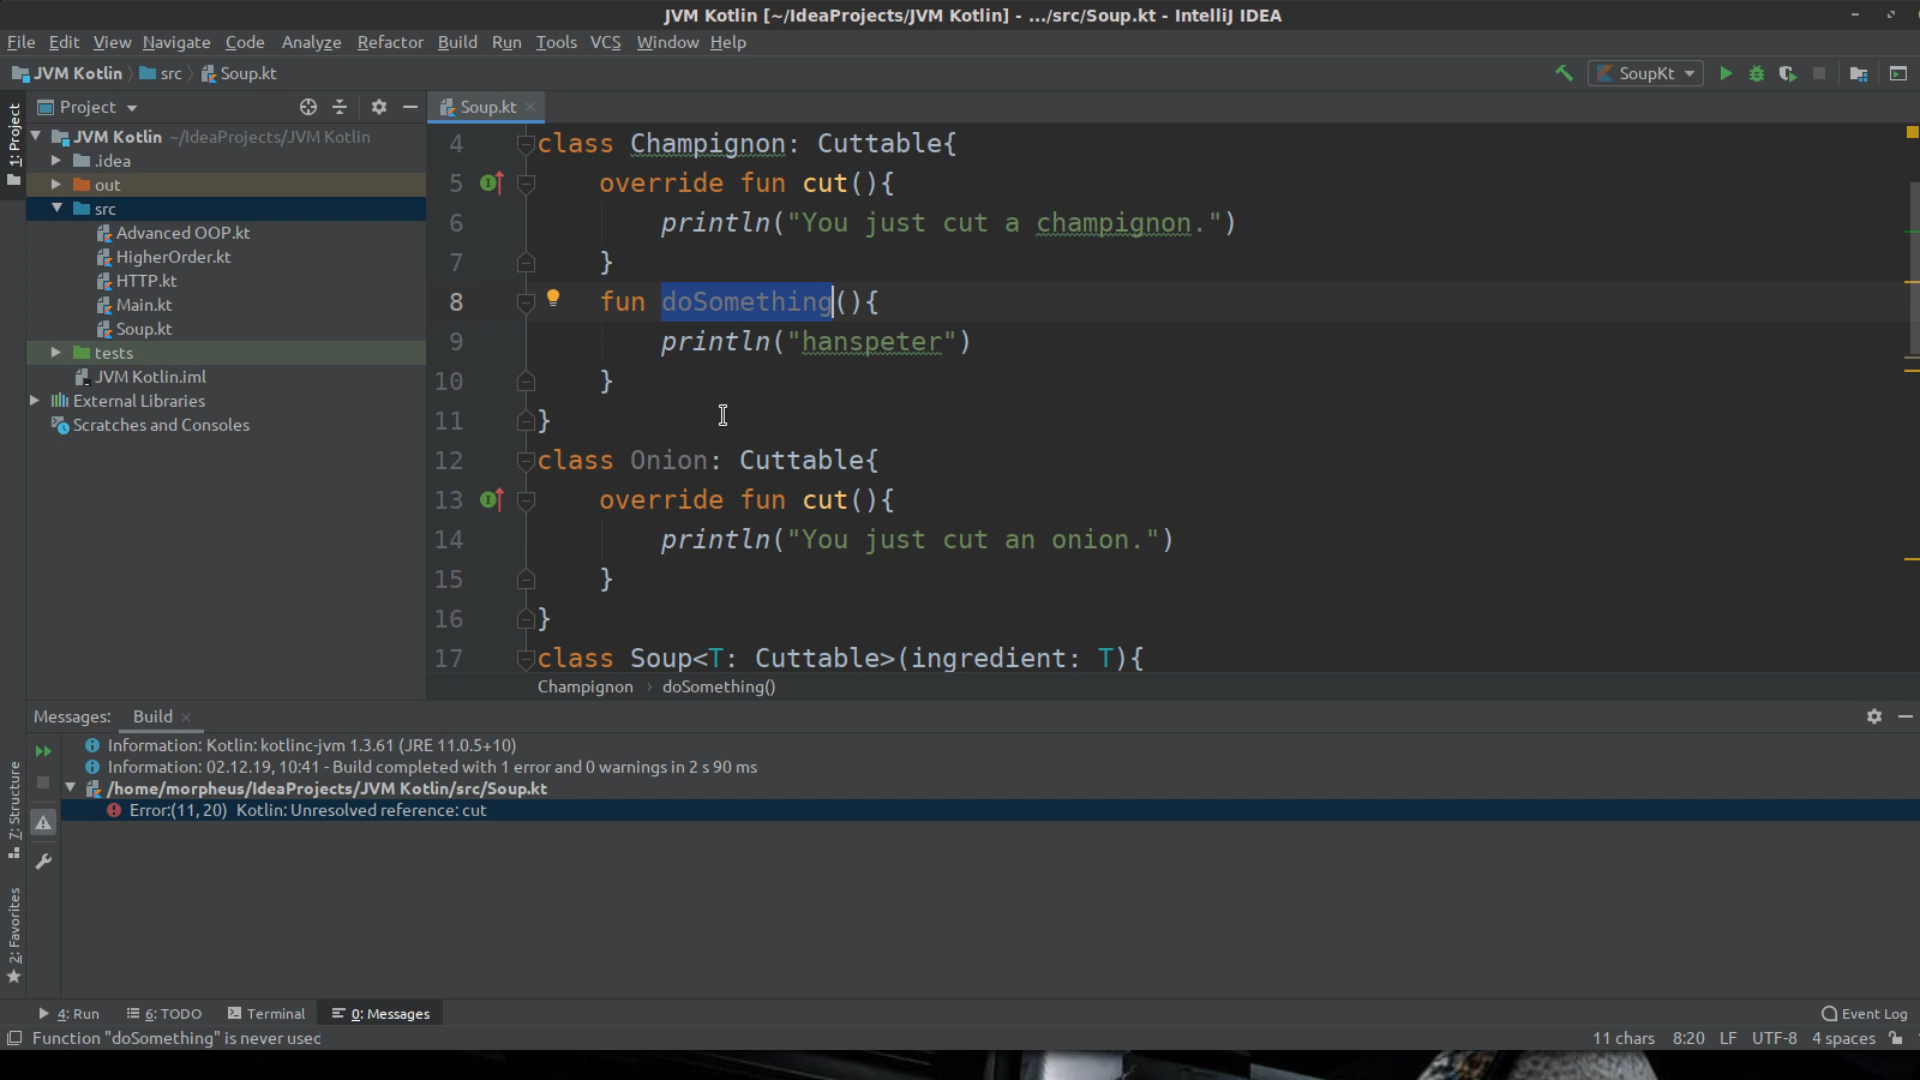 JVM Kotlin [~/IdeaProjects/JVM Kotlin] - .../src/Soup.kt - IntelliJ IDEA
File Edit View Navigate Code Analyze Refactor Build Run Tools VCS Window Help
JVM Kotlin src Soup.kt
SoupKt
1: Project
Project
JVM Kotlin ~/IdeaProjects/JVM Kotlin
.idea
out
src
Advanced OOP.kt
HigherOrder.kt
HTTP.kt
Main.kt
Soup.kt
tests
JVM Kotlin.iml
External Libraries
Scratches and Consoles
Soup.kt
4 class Champignon: Cuttable{
5 override fun cut(){
6 println("You just cut a champignon.")
7 }
8 fun doSomething(){
9 println("hanspeter")
10 }
11 }
12 class Onion: Cuttable{
13 override fun cut(){
14 println("You just cut an onion.")
15 }
16 }
17 class Soup<T: Cuttable>(ingredient: T){
Champignon › doSomething()
Messages: Build
Information: Kotlin: kotlinc-jvm 1.3.61 (JRE 11.0.5+10)
Information: 02.12.19, 10:41 - Build completed with 1 error and 0 warnings in 2 s 90 ms
/home/morpheus/IdeaProjects/JVM Kotlin/src/Soup.kt
Error:(11, 20) Kotlin: Unresolved reference: cut
7: Structure
2: Favorites
4: Run 6: TODO Terminal 0: Messages Event Log
Function "doSomething" is never used 11 chars 8:20 LF UTF-8 4 spaces